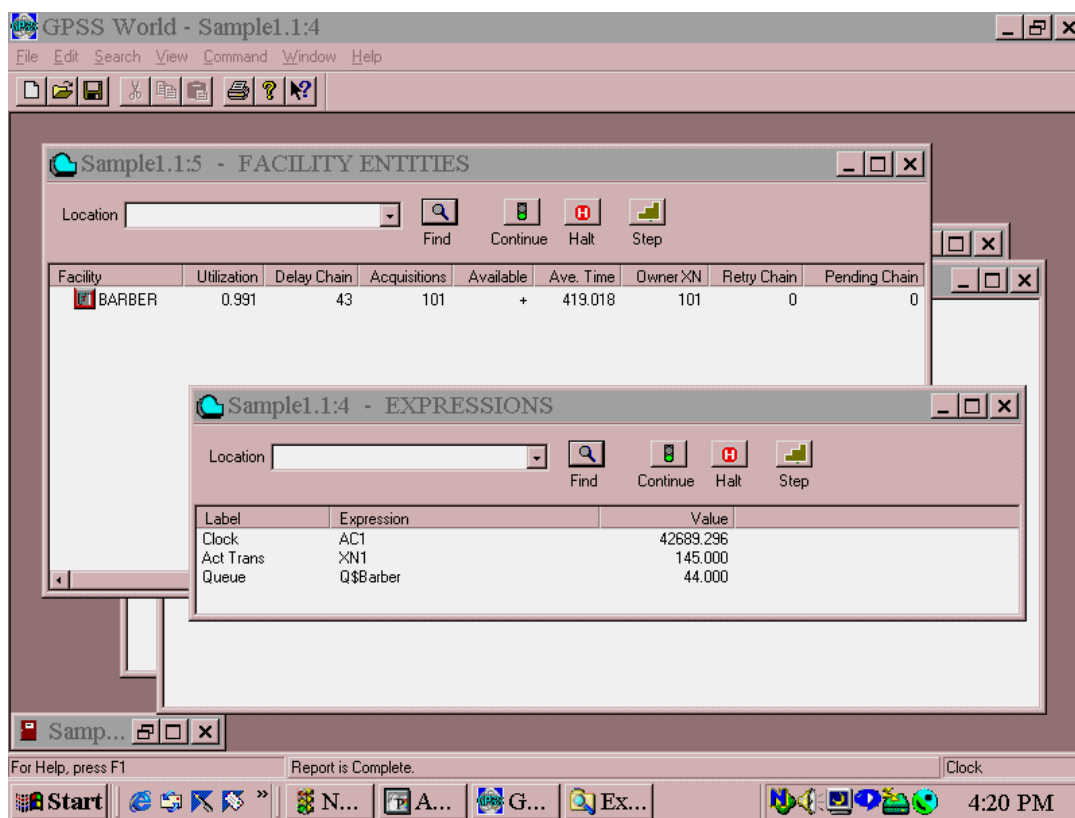 GPSS World - Sample1.1:4
File Edit Search View Command Window Help
Sample1.1:5 - FACILITY ENTITIES
Location
Find Continue Halt Step
Facility Utilization Delay Chain Acquisitions Available Ave. Time Owner XN Retry Chain Pending Chain
BARBER 0.991 43 101 + 419.018 101 0 0
Sample1.1:4 - EXPRESSIONS
Location
Find Continue Halt Step
Label Expression Value
Clock AC1 42689.296
Act Trans XN1 145.000
Queue Q$Barber 44.000
Samp...
For Help, press F1 Report is Complete. Clock
Start » N... A... G... Ex... 4:20 PM